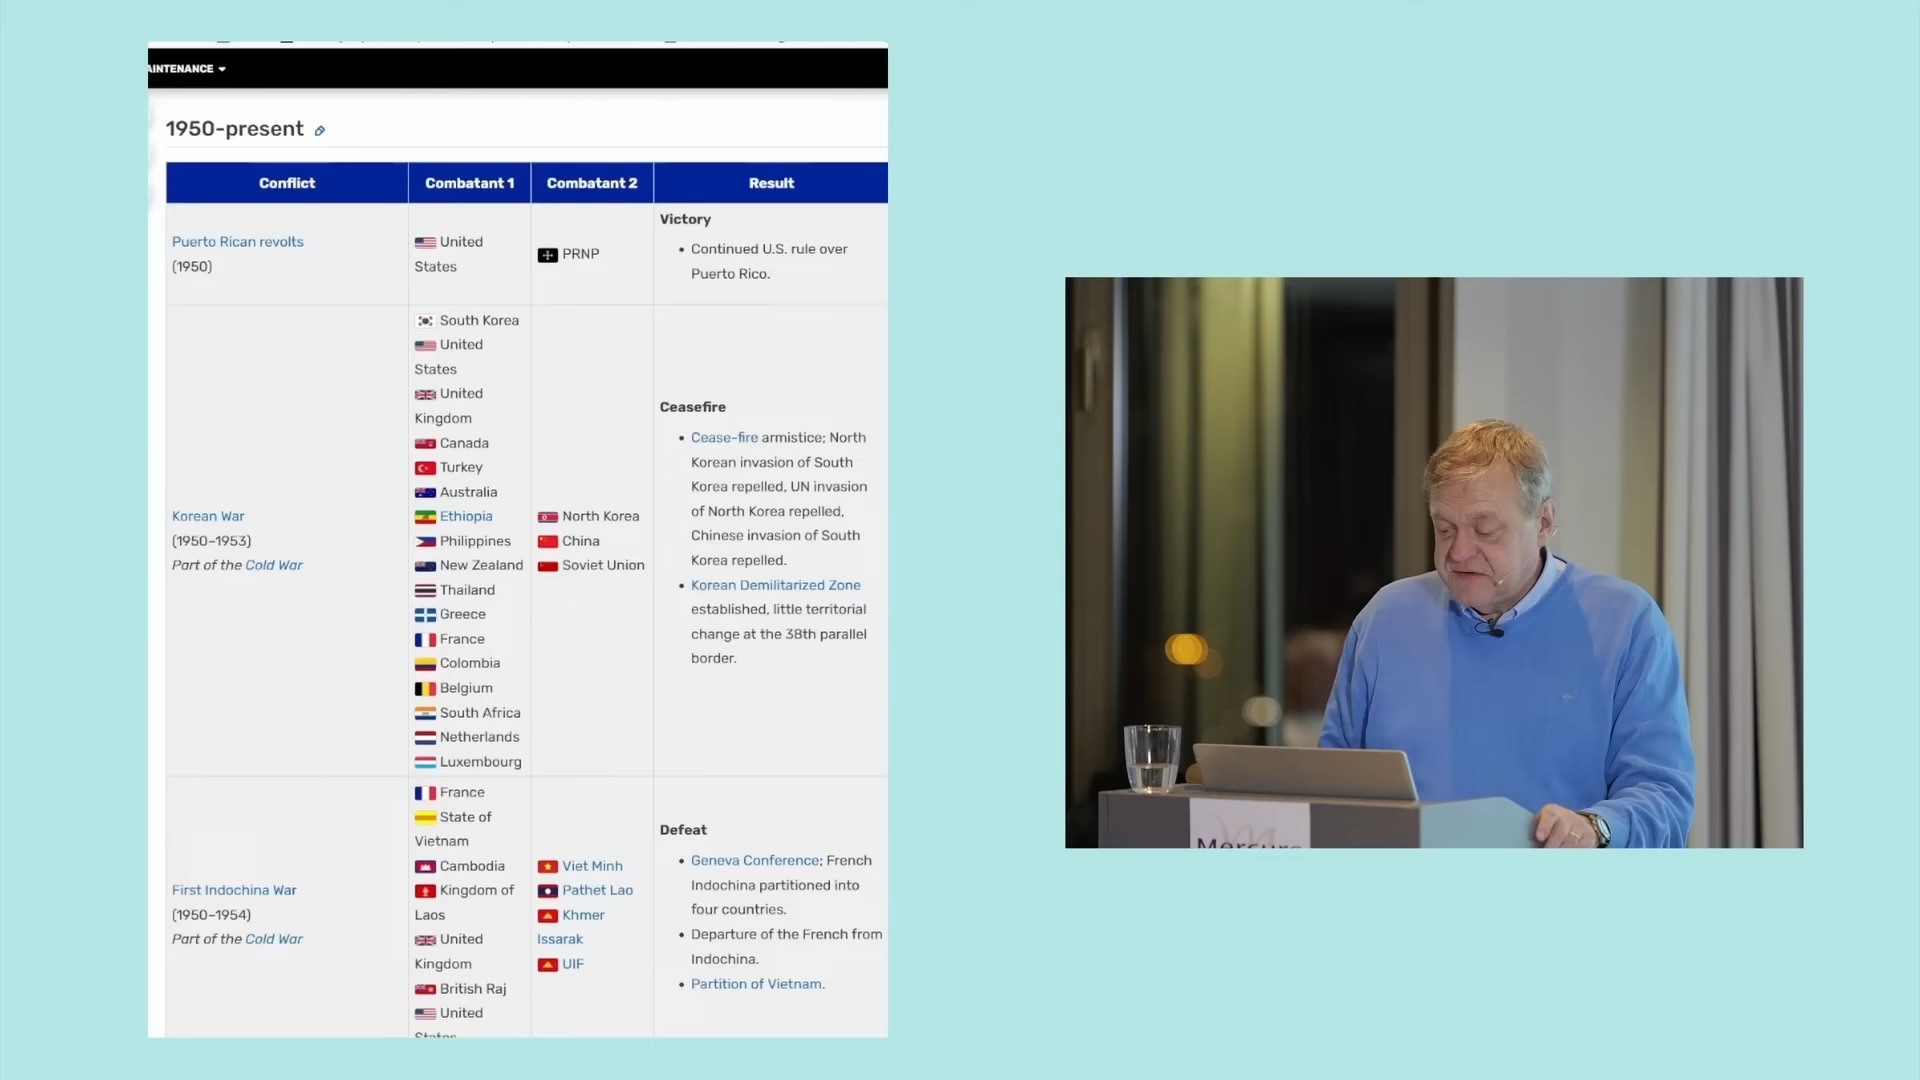 AINTENANCE
1950-present
Conflict
Combatant 1
Combatant 2
Result
Puerto Rican revolts
(1950)
United
States
PRNP
Victory
• Continued U.S. rule over
Puerto Rico.
Korean War
(1950–1953)
Part of the Cold War
South Korea
United
States
United
Kingdom
Canada
Turkey
Australia
Ethiopia
Philippines
New Zealand
Thailand
Greece
France
Colombia
Belgium
South Africa
Netherlands
Luxembourg
North Korea
China
Soviet Union
Ceasefire
• Cease-fire armistice; North
Korean invasion of South
Korea repelled, UN invasion
of North Korea repelled,
Chinese invasion of South
Korea repelled.
• Korean Demilitarized Zone
established, little territorial
change at the 38th parallel
border.
First Indochina War
(1950–1954)
Part of the Cold War
France
State of
Vietnam
Cambodia
Kingdom of
Laos
United
Kingdom
British Raj
United
States
Viet Minh
Pathet Lao
Khmer
Issarak
UIF
Defeat
• Geneva Conference; French
Indochina partitioned into
four countries.
• Departure of the French from
Indochina.
• Partition of Vietnam.
Mercure